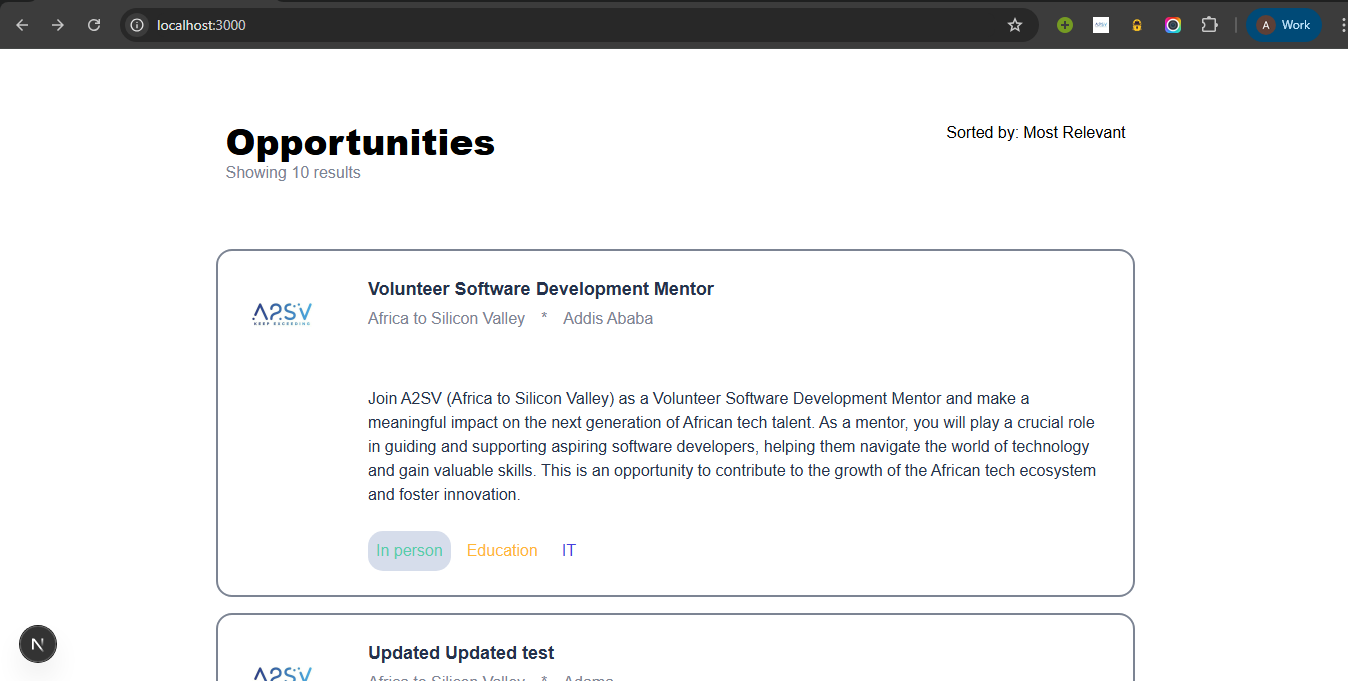 localhost:3000
A Work
Opportunities
Sorted by: Most Relevant
Showing 10 results
Volunteer Software Development Mentor
A2SV
KEEP EXCEEDING
Africa to Silicon Valley * Addis Ababa
Join A2SV (Africa to Silicon Valley) as a Volunteer Software Development Mentor and make a
meaningful impact on the next generation of African tech talent. As a mentor, you will play a crucial role
in guiding and supporting aspiring software developers, helping them navigate the world of technology
and gain valuable skills. This is an opportunity to contribute to the growth of the African tech ecosystem
and foster innovation.
In person Education IT
N
Updated Updated test
A2SV
Africa to Silicon Valley * Adama